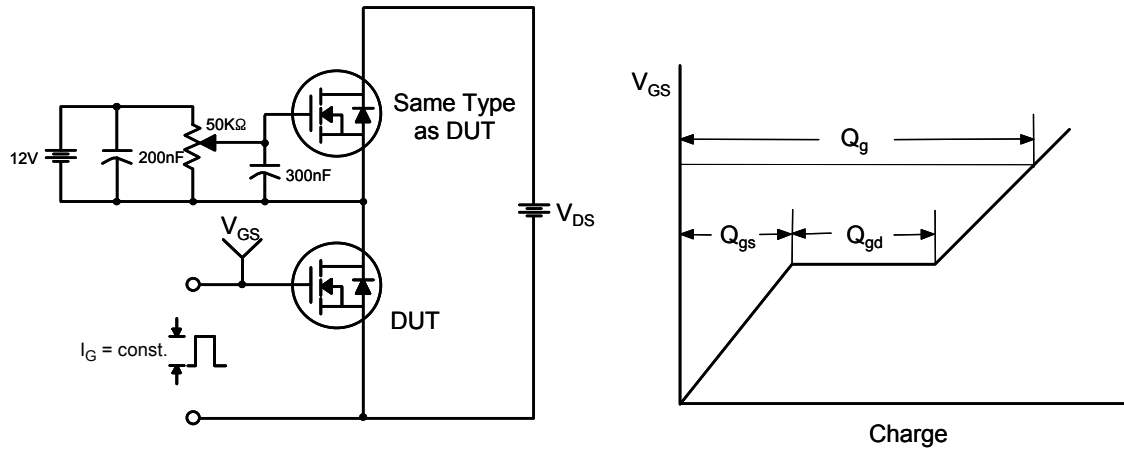 12V
200nF
50KΩ
300nF
Same Type
as DUT
V_DS
V_GS
DUT
I_G = const.
V_GS
Q_g
Q_gs
Q_gd
Charge